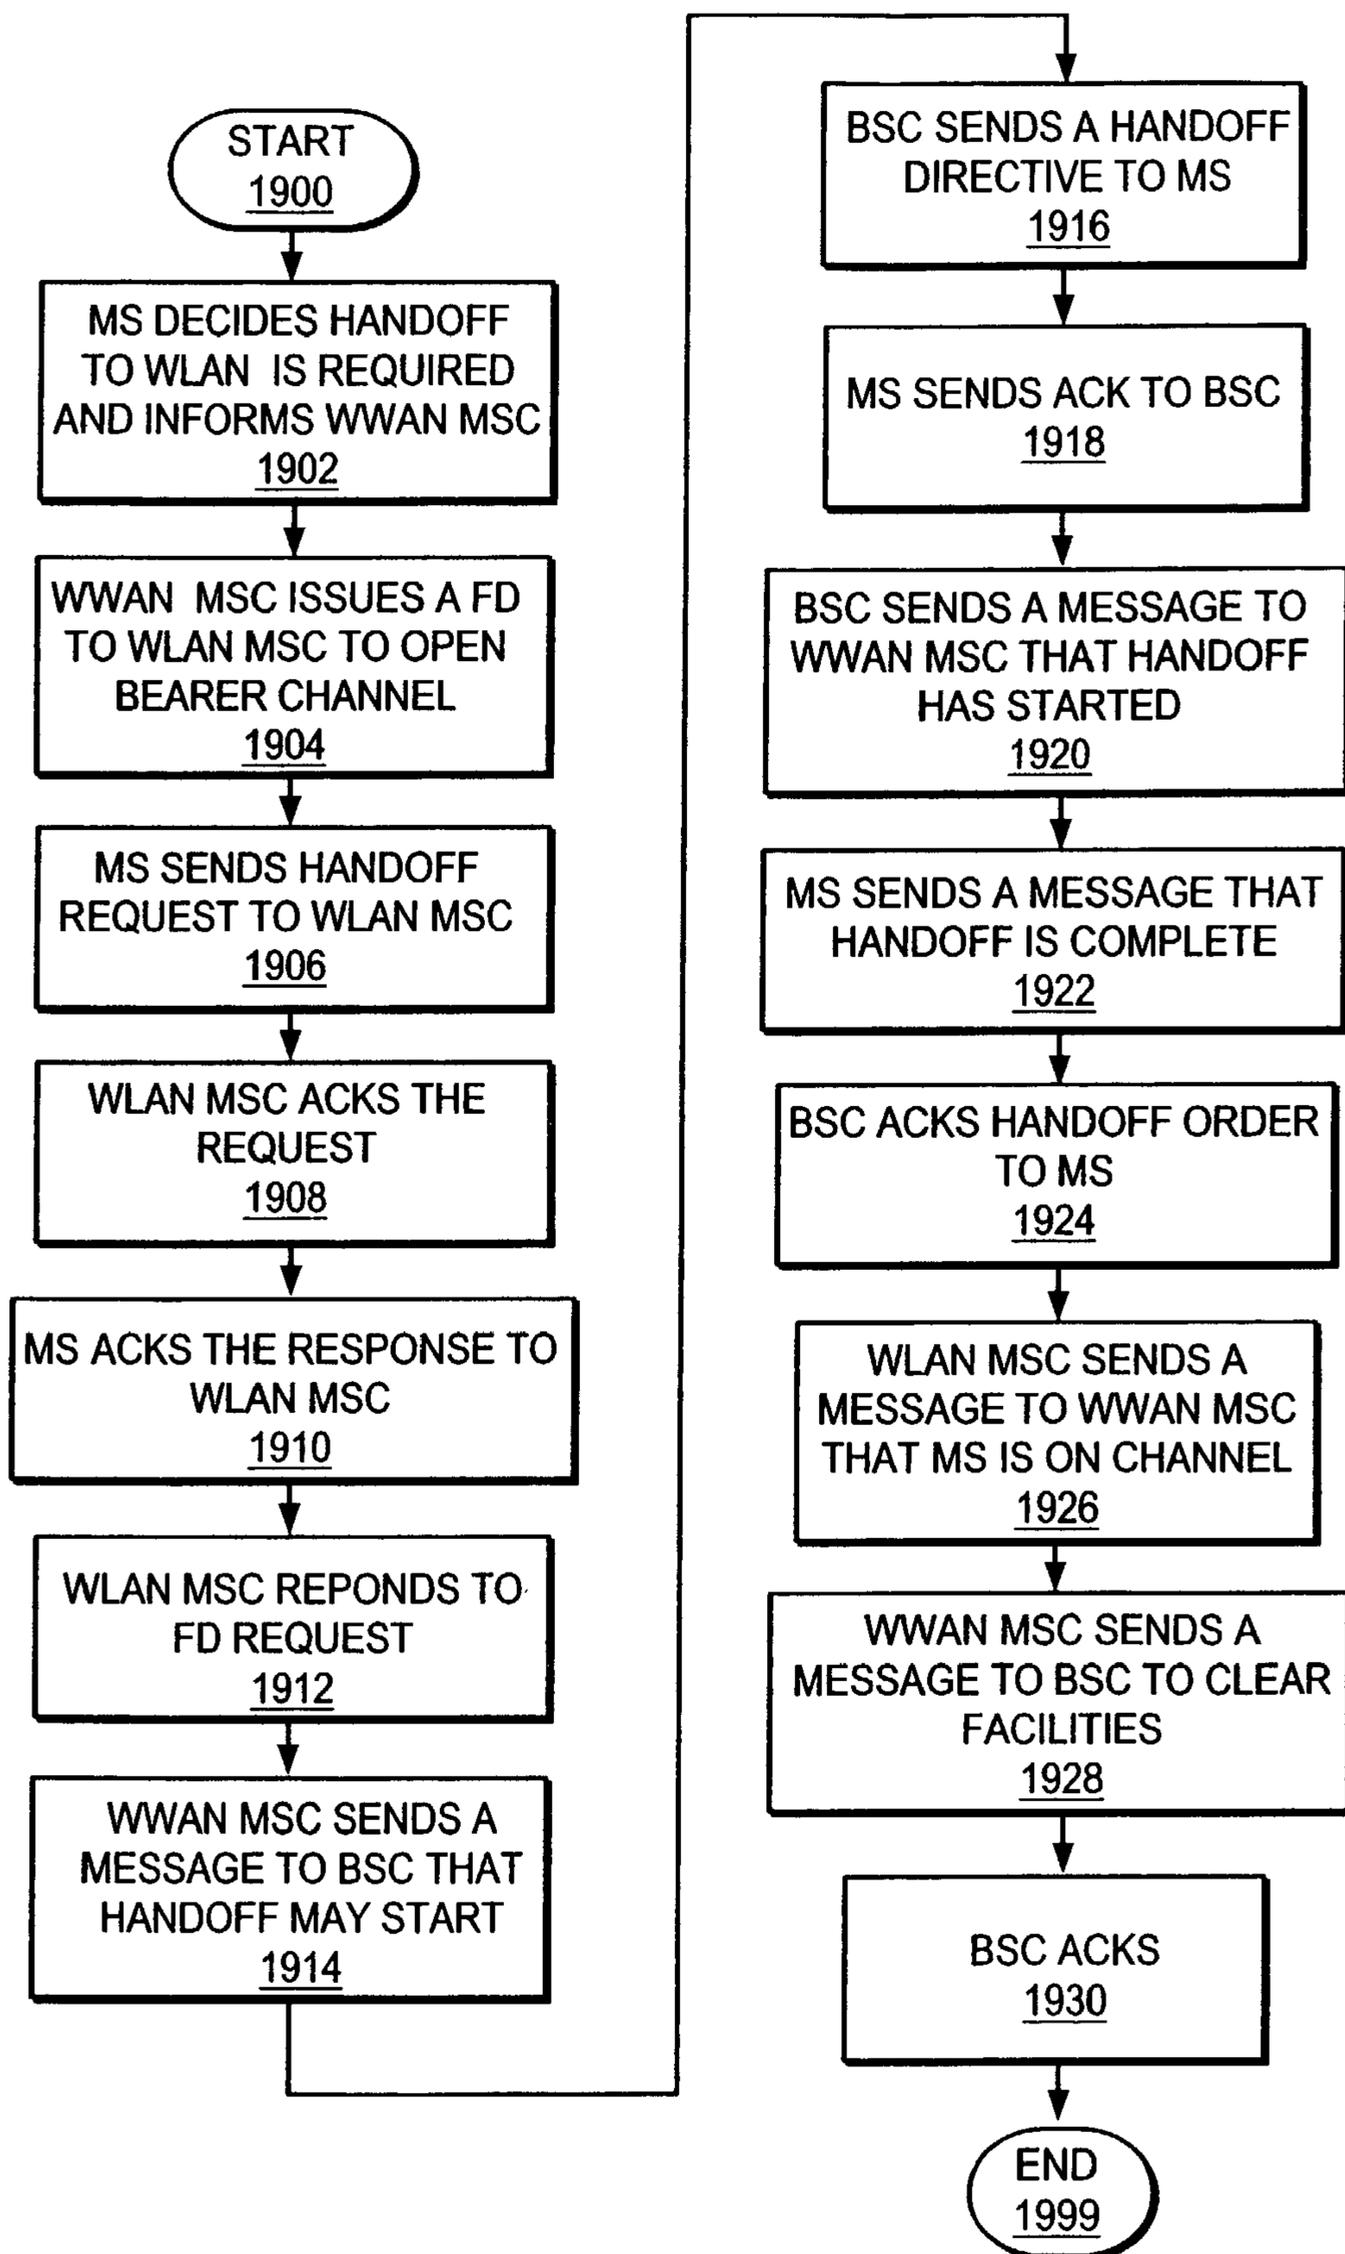 START
1900
MS DECIDES HANDOFF
TO WLAN IS REQUIRED
AND INFORMS WWAN MSC
1902
WWAN MSC ISSUES A FD
TO WLAN MSC TO OPEN
BEARER CHANNEL
1904
MS SENDS HANDOFF
REQUEST TO WLAN MSC
1906
WLAN MSC ACKS THE
REQUEST
1908
MS ACKS THE RESPONSE TO
WLAN MSC
1910
WLAN MSC REPONDS TO
FD REQUEST
1912
WWAN MSC SENDS A
MESSAGE TO BSC THAT
HANDOFF MAY START
1914
BSC SENDS A HANDOFF
DIRECTIVE TO MS
1916
MS SENDS ACK TO BSC
1918
BSC SENDS A MESSAGE TO
WWAN MSC THAT HANDOFF
HAS STARTED
1920
MS SENDS A MESSAGE THAT
HANDOFF IS COMPLETE
1922
BSC ACKS HANDOFF ORDER
TO MS
1924
WLAN MSC SENDS A
MESSAGE TO WWAN MSC
THAT MS IS ON CHANNEL
1926
WWAN MSC SENDS A
MESSAGE TO BSC TO CLEAR
FACILITIES
1928
BSC ACKS
1930
END
1999